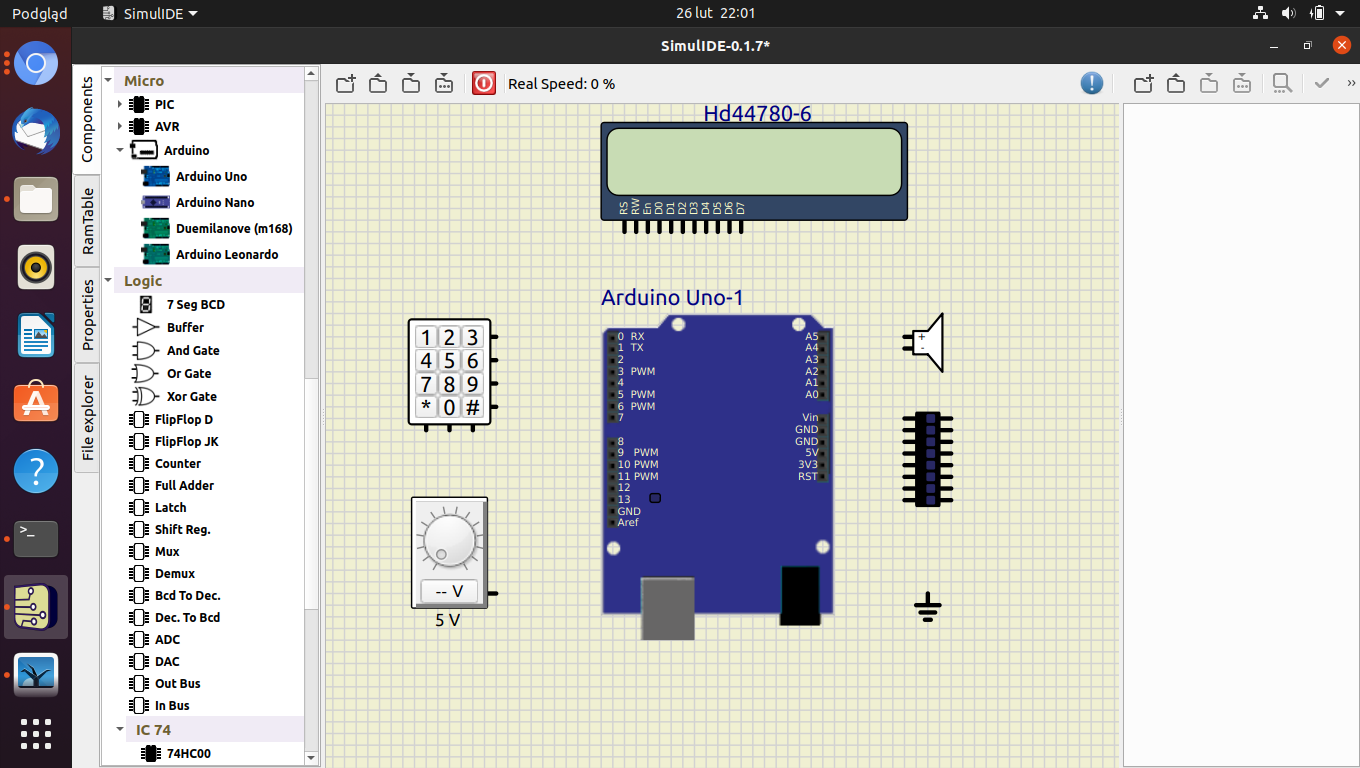 Podgląd SimulIDE 26 lut 22:01
SimulIDE-0.1.7*
Components
RamTable
Properties
File explorer
Micro
PIC
AVR
Arduino
Arduino Uno
Arduino Nano
Duemilanove (m168)
Arduino Leonardo
Logic
7 Seg BCD
Buffer
And Gate
Or Gate
Xor Gate
FlipFlop D
FlipFlop JK
Counter
Full Adder
Latch
Shift Reg.
Mux
Demux
Bcd To Dec.
Dec. To Bcd
ADC
DAC
Out Bus
In Bus
IC 74
74HC00
Real Speed: 0 %
Hd44780-6
RS RW En D0 D1 D2 D3 D4 D5 D6 D7
1 2 3
4 5 6
7 8 9
* 0 #
-- V
5 V
Arduino Uno-1
0 RX
1 TX
2
3 PWM
4
5 PWM
6 PWM
7
8
9 PWM
10 PWM
11 PWM
12
13
GND
Aref
A5
A4
A3
A2
A1
A0
Vin
GND
GND
5V
3V3
RST
+
-